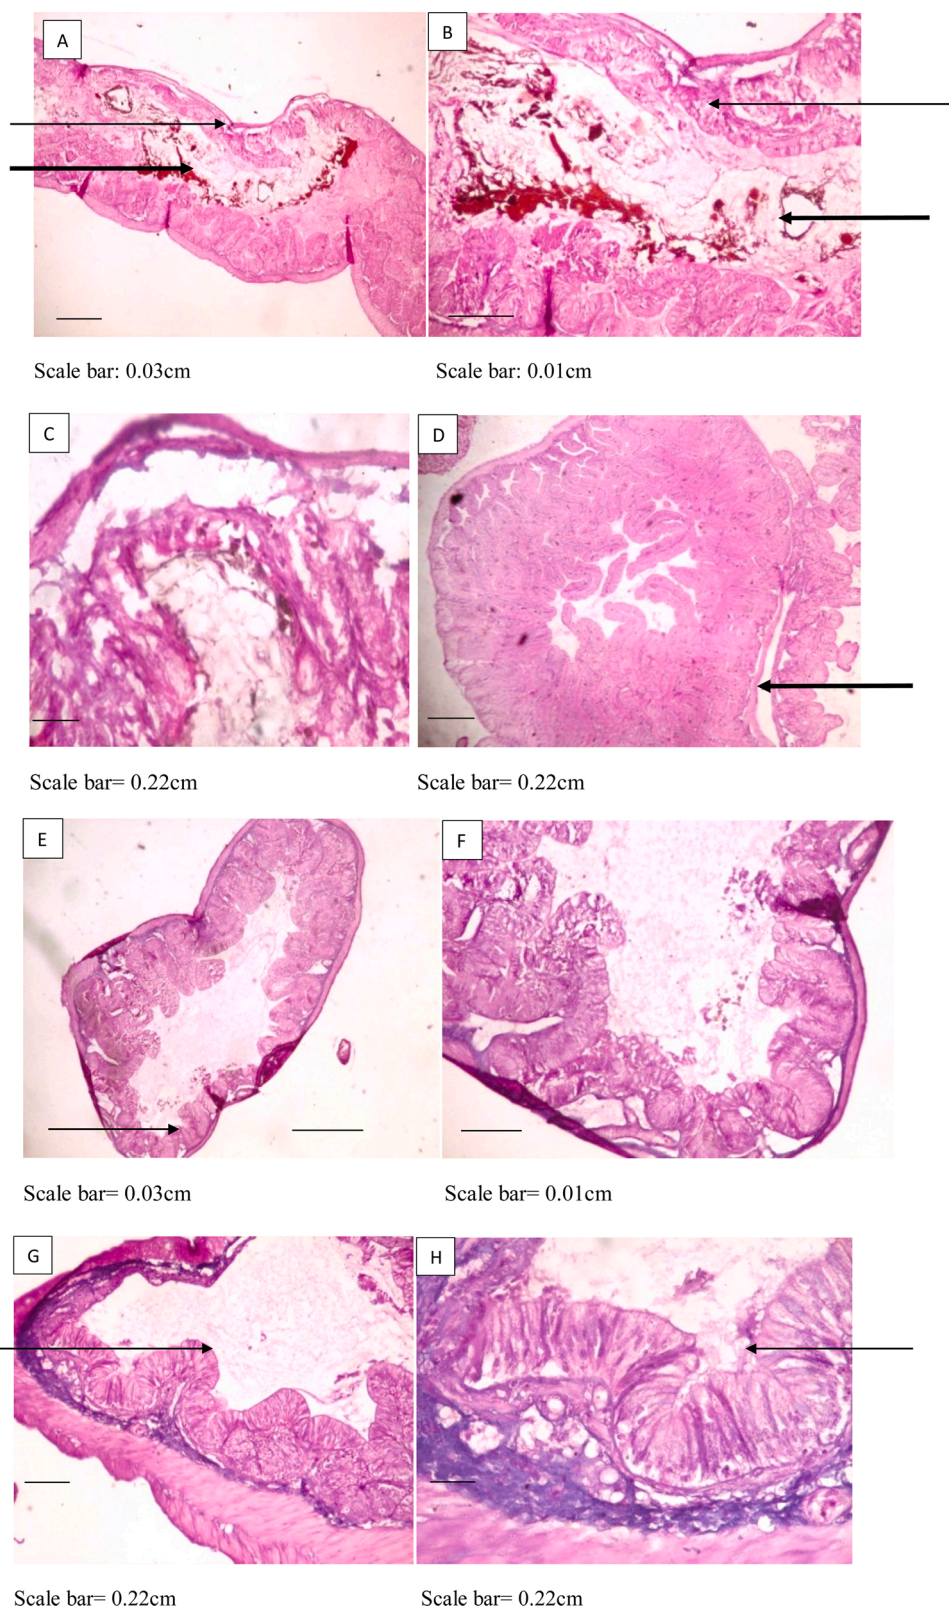 A
B
Scale bar: 0.03cm
Scale bar: 0.01cm
C
D
Scale bar= 0.22cm
Scale bar= 0.22cm
E
F
Scale bar= 0.03cm
Scale bar= 0.01cm
G
H
Scale bar= 0.22cm
Scale bar= 0.22cm